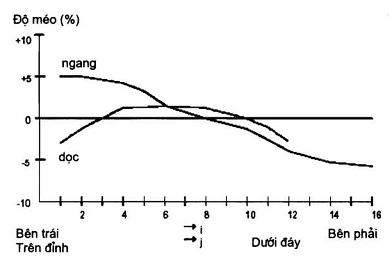 Độ méo (%)
+10
+5
0
-5
-10
ngang
dọc
2 4 6 8 10 12 14 16
Bên trái → i Bên phải
Trên đỉnh → j Dưới đáy